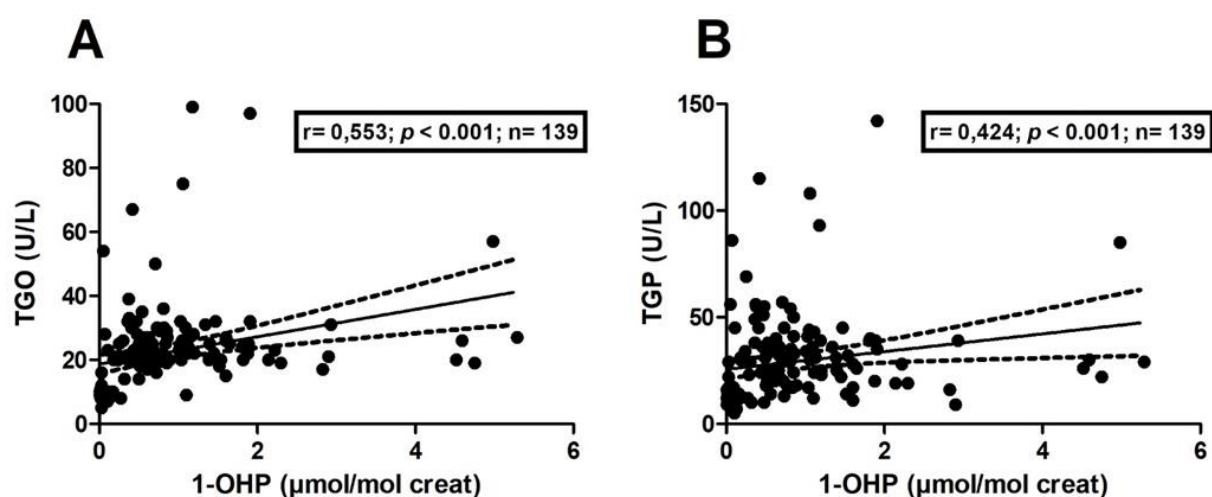 A
r= 0,553; p < 0.001; n= 139
TGO (U/L)
100
80
60
40
20
0
0 2 4 6
1-OHP (µmol/mol creat)
B
r= 0,424; p < 0.001; n= 139
TGP (U/L)
150
100
50
0
0 2 4 6
1-OHP (µmol/mol creat)